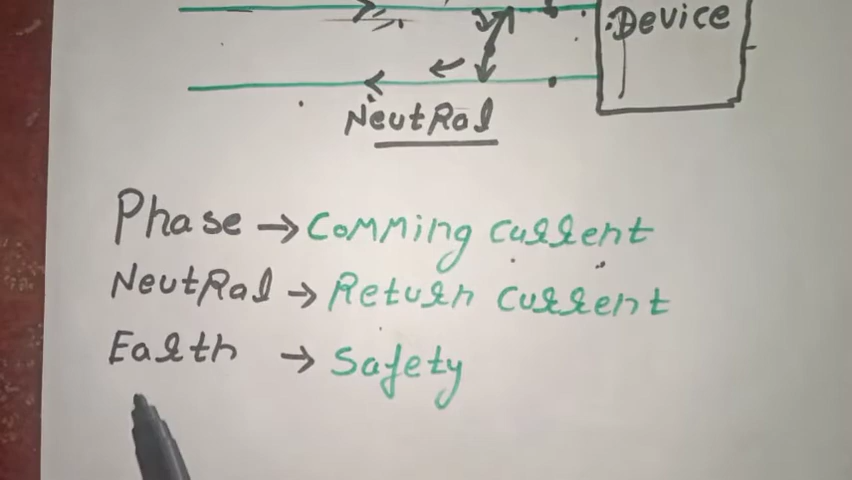 Device
Neutral
Phase → Comming current
Neutral → Return current
Earth → Safety